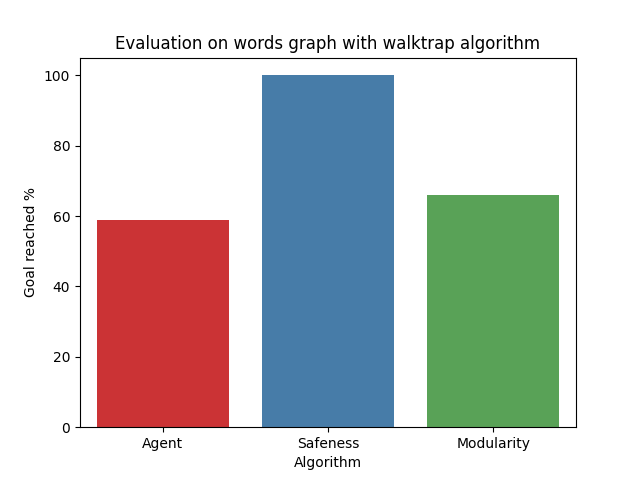 Evaluation on words graph with walktrap algorithm
Goal reached %
100
80
60
40
20
0
Agent Safeness Modularity
Algorithm